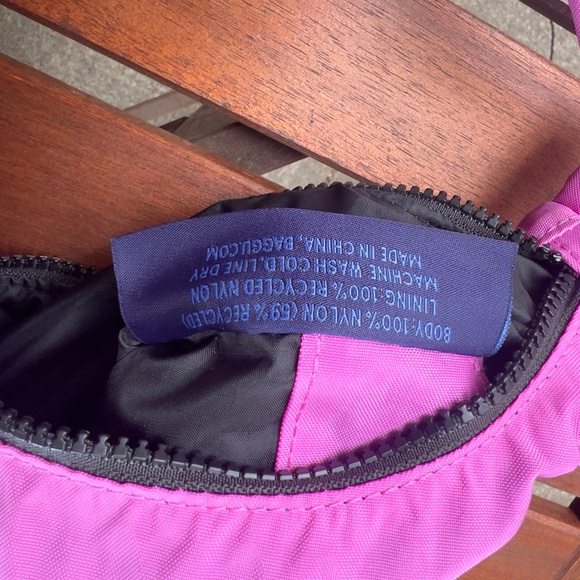 BODY:100% NYLON (59% RECYCLED)
LINING:100% RECYCLED NYLON
MACHINE WASH COLD.LINE DRY
MADE IN CHINA, BAGGU.COM